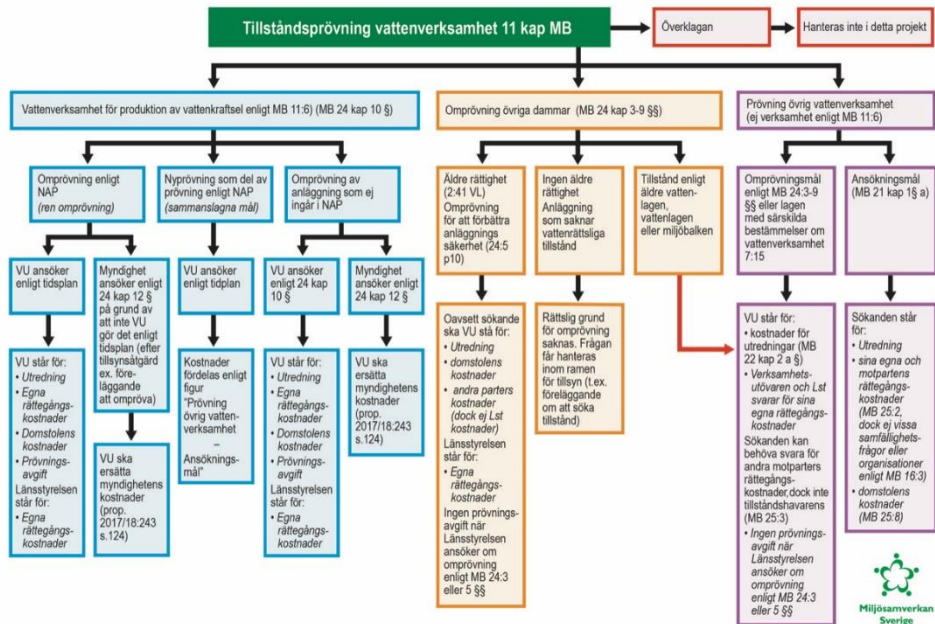 Tillståndsprövning vattenverksamhet 11 kap MB
Överklagan
Hanteras inte i detta projekt
Vattenverksamhet för produktion av vattenkraftsel enligt MB 11:6) (MB 24 kap 10 §)
Omprövning övriga dammar (MB 24 kap 3-9 §§)
Prövning övrig vattenverksamhet
(ej verksamhet enligt MB 11:6)
Omprövning enligt
NAP
(ren omprövning)
Nyprövning som del av
prövning enligt NAP
(sammanslagna mål)
Omprövning av
anläggning som ej
ingår i NAP
Äldre rättighet
(2:41 VL)
Omprövning
för att förbättra
anläggnings
säkerhet (24:5
p10)
Ingen äldre
rättighet
Anläggning
som saknar
vattenrättsliga
tillstånd
Tillstånd enligt
äldre vatten-
lagen,
vattenlagen
eller miljöbalken
Omprövningsmål
enligt MB 24:3-9
§§ eller lagen
med särskilda
bestämmelser om
vattenverksamhet
7:15
Ansökningsmål
(MB 21 kap 1§ a)
VU ansöker
enligt tidsplan
Myndighet
ansöker enligt
24 kap 12 §
på grund av
att inte VU
gör det enligt
tidsplan (efter
tillsynsåtgärd
ex. före-
läggande
att ompröva)
VU ansöker
enligt tidplan
VU ansöker
enligt 24 kap
10 §
Myndighet
ansöker enligt
24 kap 12 §
VU står för:
• Utredning
• Egna
rättegångs-
kostnader
• Domstolens
kostnader
• Prövnings-
avgift
Länsstyrelsen
står för:
• Egna
rättegångs-
kostnader
VU ska
ersätta
myndighetens
kostnader
(prop.
2017/18:243
s.124)
Kostnader
fördelas enligt
figur
"Prövning
övrig vatten-
verksamhet
–
Ansöknings-
mål"
VU står för:
• Utredning
• Egna
rättegångs-
kostnader
• Domstolens
kostnader
• Prövnings-
avgift
Länsstyrelsen
står för:
• Egna
rättegångs-
kostnader
VU ska
ersätta
myndighetens
kostnader
(prop.
2017/18:243
s.124)
Oavsett sökande
ska VU stå för:
• Utredning
• domstolens
kostnader
• andra parters
kostnader
(dock ej Lst
kostnader)
Länsstyrelsen
står för:
• Egna
rättegångs-
kostnader
Ingen prövnings-
avgift när
Länsstyrelsen
ansöker om
omprövning
enligt MB 24:3
eller 5 §§
Rättslig grund
för omprövning
saknas. Frågan
får hanteras
inom ramen för
tillsyn (t.ex.
föreläggande
om att söka
tillstånd)
VU står för:
• kostnader för
utredningar (MB
22 kap 2 a §)
• Verksamhets-
utövaren och Lst
svarar för sina
egna rättegångs-
kostnader
Sökanden kan
behöva svara för
andra motparters
rättegångs-
kostnader,dock inte
tillståndshavarens
(MB 25:3)
• Ingen prövnings-
avgift när
Länsstyrelsen
ansöker om
omprövning
enligt MB 24:3
eller 5 §§
Sökanden står
för:
• Utredning
• sina egna och
motpartens
rättegångs-
kostnader
(MB 25:2,
dock ej vissa
samfällighets-
frågor eller
organisationer
enligt MB 16:3)
• domstolens
kostnader
(MB 25:8)
Miljösamverkan
Sverige